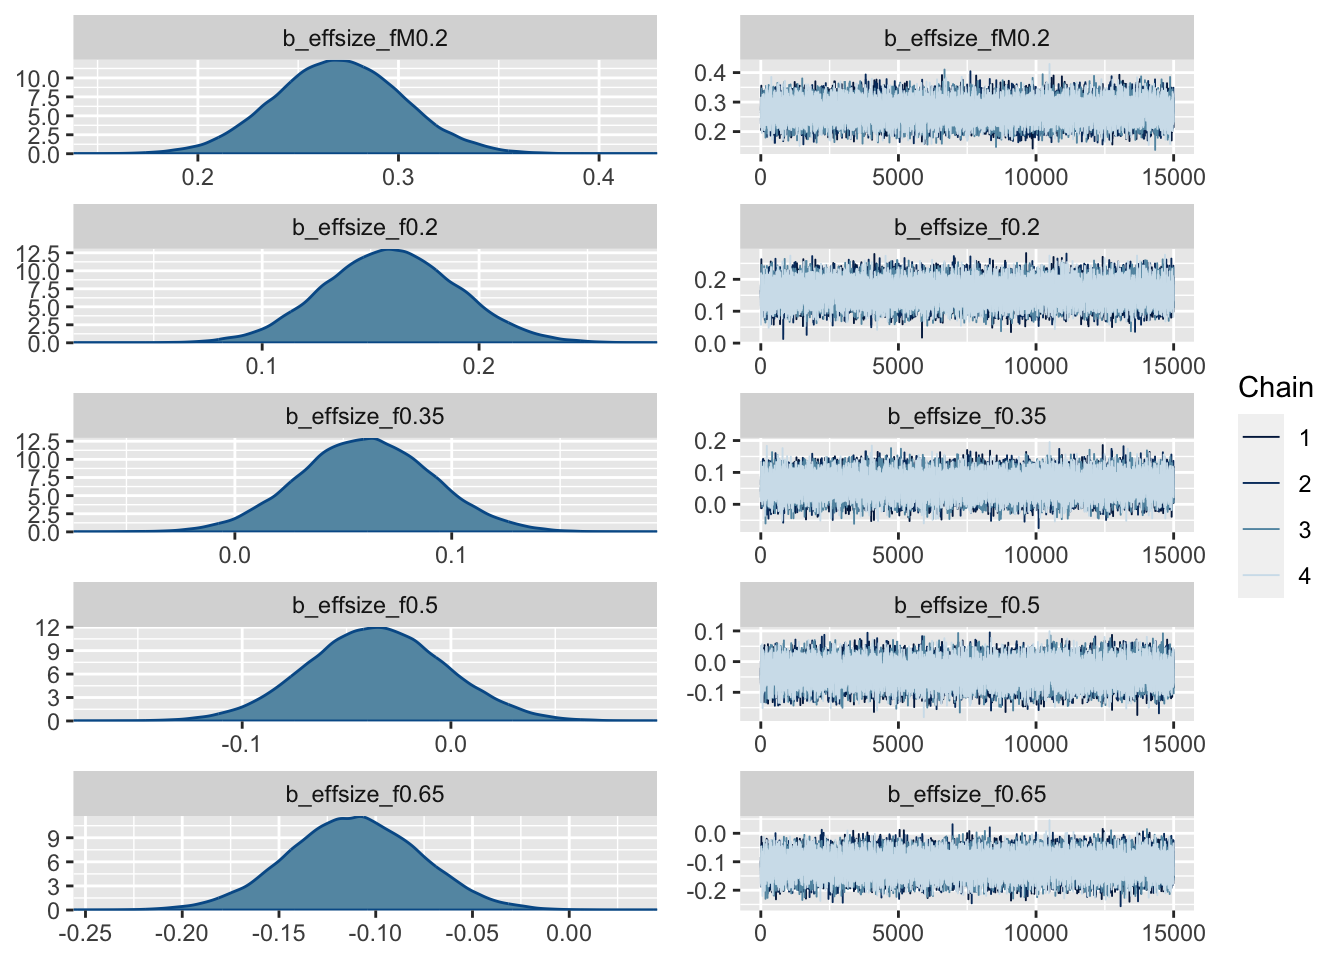 b_effsize_fM0.2
10.0
7.5
5.0
2.5
0.0
0.2 0.3 0.4
b_effsize_fM0.2
0.4
0.3
0.2
0 5000 10000 15000
b_effsize_f0.2
12.5
10.0
7.5
5.0
2.5
0.0
0.1 0.2
b_effsize_f0.2
0.2
0.1
0.0
0 5000 10000 15000
b_effsize_f0.35
12.5
10.0
7.5
5.0
2.5
0.0
0.0 0.1
b_effsize_f0.35
0.2
0.1
0.0
0 5000 10000 15000
b_effsize_f0.5
12
9
6
3
0
-0.1 0.0
b_effsize_f0.5
0.1
0.0
-0.1
0 5000 10000 15000
b_effsize_f0.65
9
6
3
0
-0.25 -0.20 -0.15 -0.10 -0.05 0.00
b_effsize_f0.65
0.0
-0.1
-0.2
0 5000 10000 15000
Chain
1
2
3
4